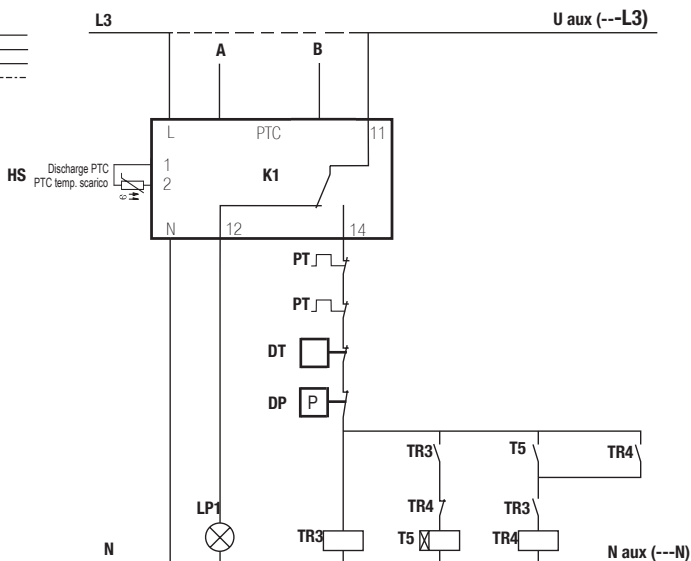 L3
U aux (---L3)
A
B
L
PTC
11
HS
Discharge PTC
PTC temp. scarico
1
2
K1
N
12
14
PT
PT
DT
DP
P
TR3
T5
TR4
TR4
TR3
LP1
TR3
T5
TR4
N
N aux (---N)